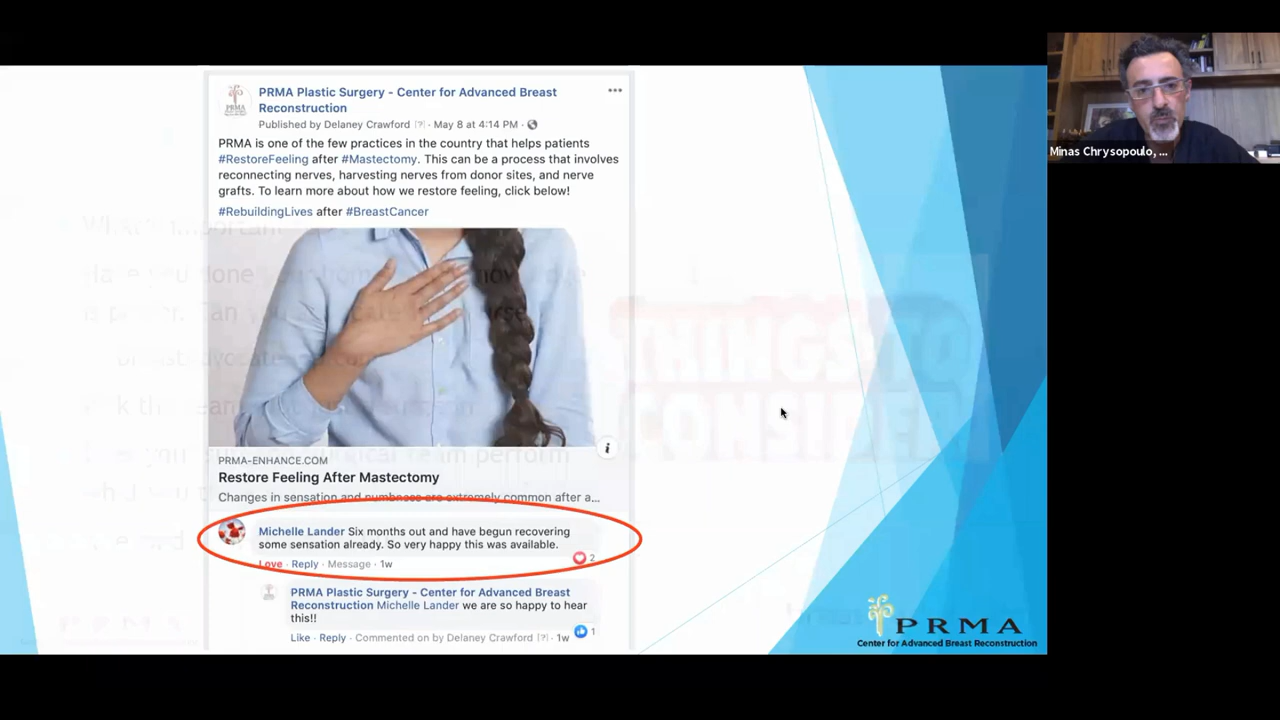 PRMA Plastic Surgery - Center for Advanced Breast
Reconstruction
Published by Delaney Crawford [?] · May 8 at 4:14 PM ·
PRMA is one of the few practices in the country that helps patients
#RestoreFeeling after #Mastectomy. This can be a process that involves
reconnecting nerves, harvesting nerves from donor sites, and nerve
grafts. To learn more about how we restore feeling, click below!
#RebuildingLives after #BreastCancer
THINGS TO
CONSIDER
PRMA-ENHANCE.COM
Restore Feeling After Mastectomy
Changes in sensation and numbness are extremely common after a...
Michelle Lander Six months out and have begun recovering
some sensation already. So very happy this was available.
Love · Reply · Message · 1w
2
PRMA Plastic Surgery - Center for Advanced Breast
Reconstruction Michelle Lander we are so happy to hear
this!!
Like · Reply · Commented on by Delaney Crawford [?] · 1w
1
PRMA
Center for Advanced Breast Reconstruction
Minas Chrysopoulo, ...